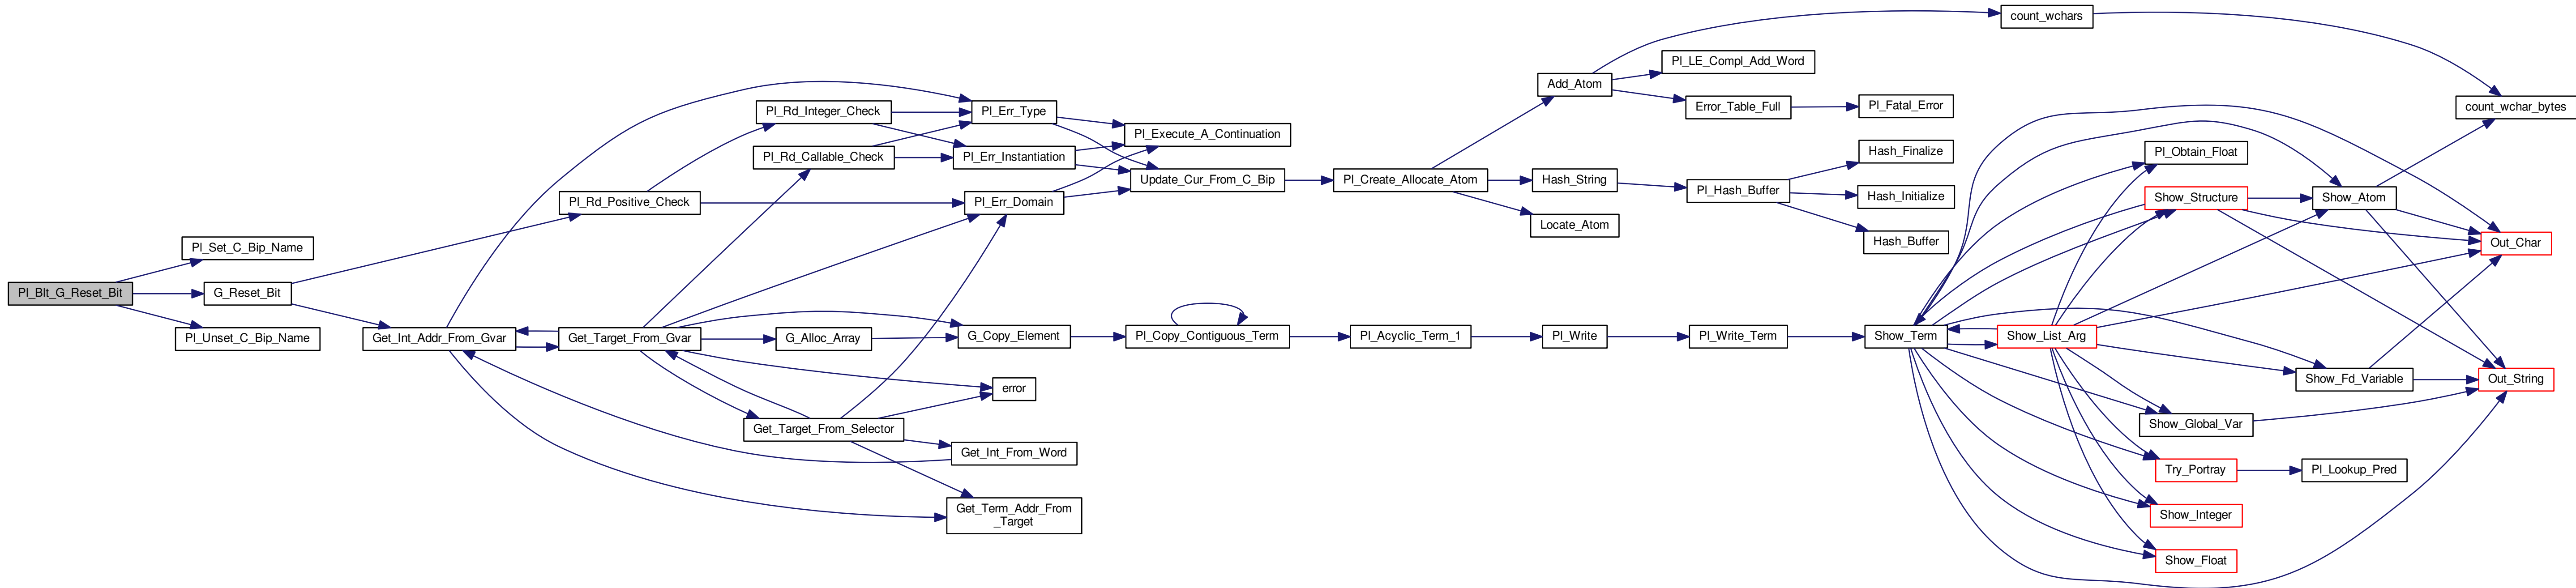 Pl_Blt_G_Reset_Bit
Pl_Set_C_Bip_Name
G_Reset_Bit
Pl_Unset_C_Bip_Name
Get_Int_Addr_From_Gvar
Pl_Rd_Positive_Check
Get_Target_From_Gvar
Pl_Rd_Integer_Check
Pl_Rd_Callable_Check
G_Alloc_Array
Get_Target_From_Selector
Pl_Err_Type
Pl_Err_Instantiation
Pl_Err_Domain
G_Copy_Element
error
Get_Int_From_Word
Get_Term_Addr_From
_Target
Pl_Execute_A_Continuation
Update_Cur_From_C_Bip
Pl_Copy_Contiguous_Term
Pl_Create_Allocate_Atom
Pl_Acyclic_Term_1
Add_Atom
Hash_String
Locate_Atom
Pl_Write
Pl_LE_Compl_Add_Word
Error_Table_Full
Pl_Hash_Buffer
Pl_Write_Term
Pl_Fatal_Error
Hash_Finalize
Hash_Initialize
Hash_Buffer
Show_Term
count_wchars
Show_List_Arg
Pl_Obtain_Float
Show_Structure
Show_Global_Var
Try_Portray
Show_Integer
Show_Float
Show_Atom
Show_Fd_Variable
Pl_Lookup_Pred
count_wchar_bytes
Out_Char
Out_String